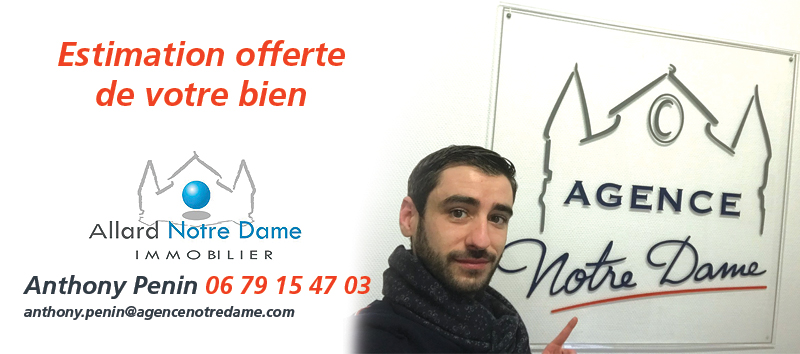 Estimation offerte
de votre bien
Allard Notre Dame
IMMOBILIER
Anthony Penin 06 79 15 47 03
anthony.penin@agencenotredame.com
©
AGENCE
Notre Dame